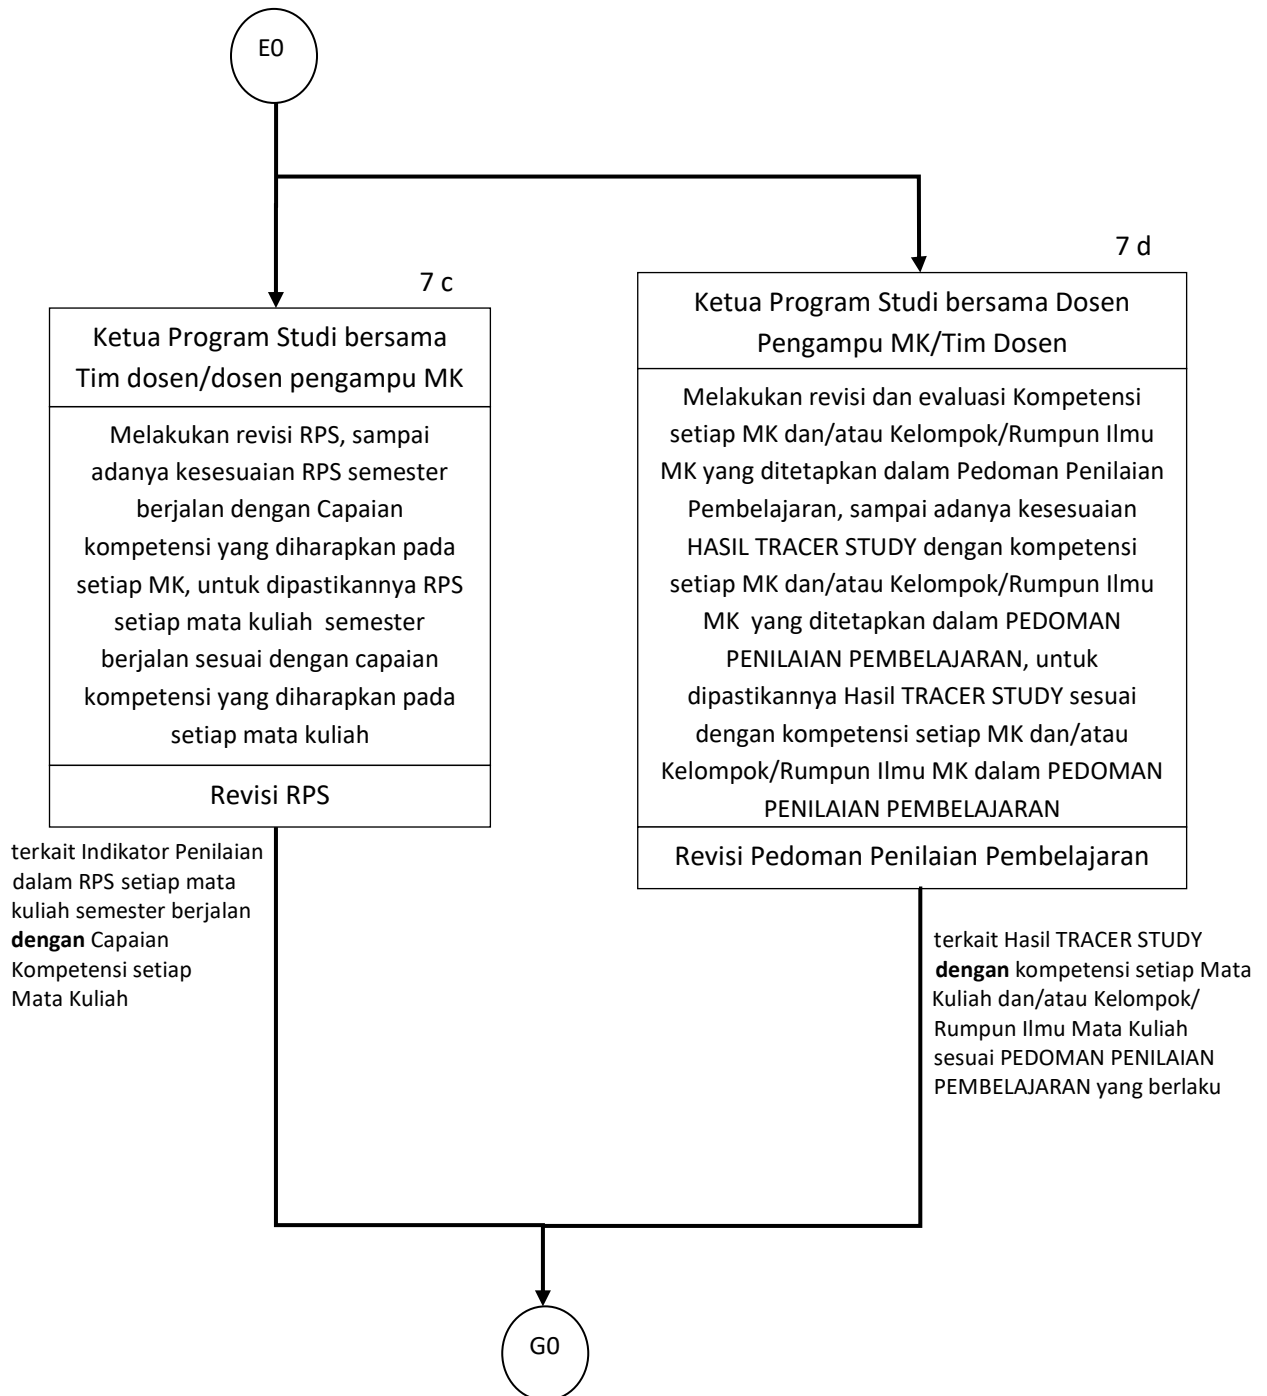 E0
7 c
Ketua Program Studi bersama
Tim dosen/dosen pengampu MK
Melakukan revisi RPS, sampai
adanya kesesuaian RPS semester
berjalan dengan Capaian
kompetensi yang diharapkan pada
setiap MK, untuk dipastikannya RPS
setiap mata kuliah semester
berjalan sesuai dengan capaian
kompetensi yang diharapkan pada
setiap mata kuliah
Revisi RPS
terkait Indikator Penilaian
dalam RPS setiap mata
kuliah semester berjalan
dengan Capaian
Kompetensi setiap
Mata Kuliah
7 d
Ketua Program Studi bersama Dosen
Pengampu MK/Tim Dosen
Melakukan revisi dan evaluasi Kompetensi
setiap MK dan/atau Kelompok/Rumpun Ilmu
MK yang ditetapkan dalam Pedoman Penilaian
Pembelajaran, sampai adanya kesesuaian
HASIL TRACER STUDY dengan kompetensi
setiap MK dan/atau Kelompok/Rumpun Ilmu
MK yang ditetapkan dalam PEDOMAN
PENILAIAN PEMBELAJARAN, untuk
dipastikannya Hasil TRACER STUDY sesuai
dengan kompetensi setiap MK dan/atau
Kelompok/Rumpun Ilmu MK dalam PEDOMAN
PENILAIAN PEMBELAJARAN
Revisi Pedoman Penilaian Pembelajaran
terkait Hasil TRACER STUDY
dengan kompetensi setiap Mata
Kuliah dan/atau Kelompok/
Rumpun Ilmu Mata Kuliah
sesuai PEDOMAN PENILAIAN
PEMBELAJARAN yang berlaku
G0